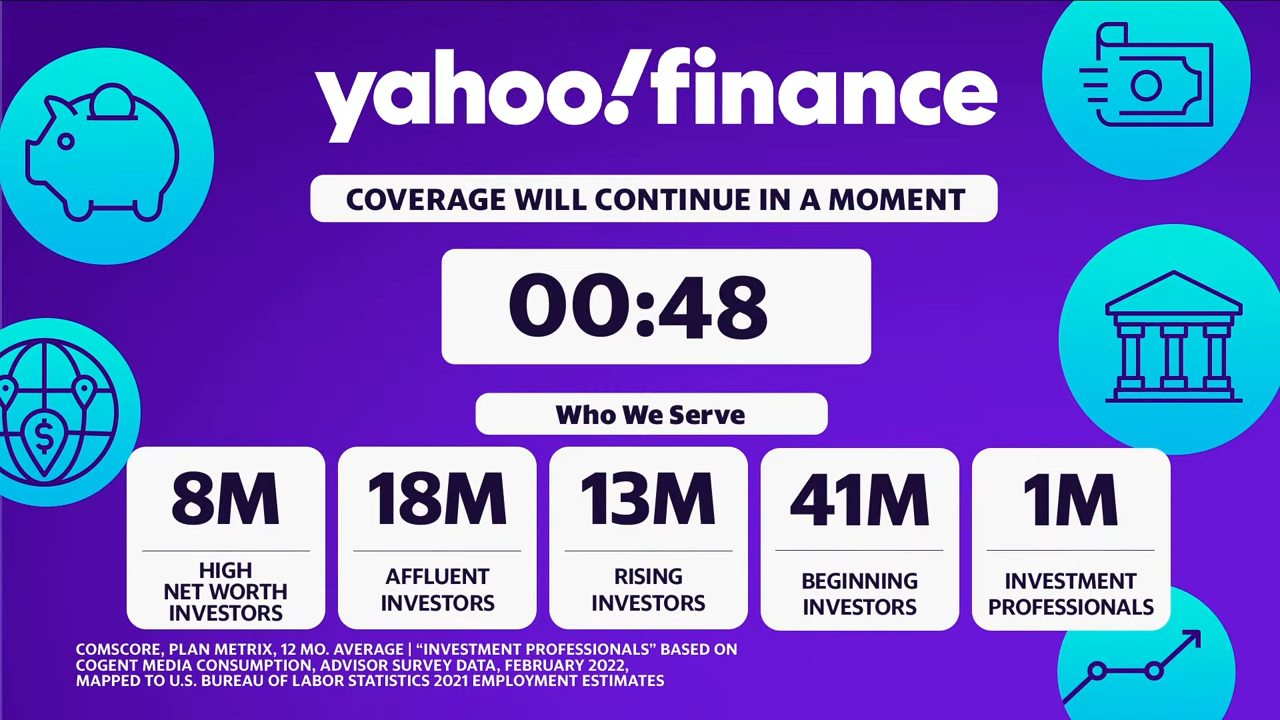 yahoo!finance
COVERAGE WILL CONTINUE IN A MOMENT
00:48
Who We Serve
8M
HIGH
NET WORTH
INVESTORS
18M
AFFLUENT
INVESTORS
13M
RISING
INVESTORS
41M
BEGINNING
INVESTORS
1M
INVESTMENT
PROFESSIONALS
$
COMSCORE, PLAN METRIX, 12 MO. AVERAGE | “INVESTMENT PROFESSIONALS” BASED ON
COGENT MEDIA CONSUMPTION, ADVISOR SURVEY DATA, FEBRUARY 2022,
MAPPED TO U.S. BUREAU OF LABOR STATISTICS 2021 EMPLOYMENT ESTIMATES